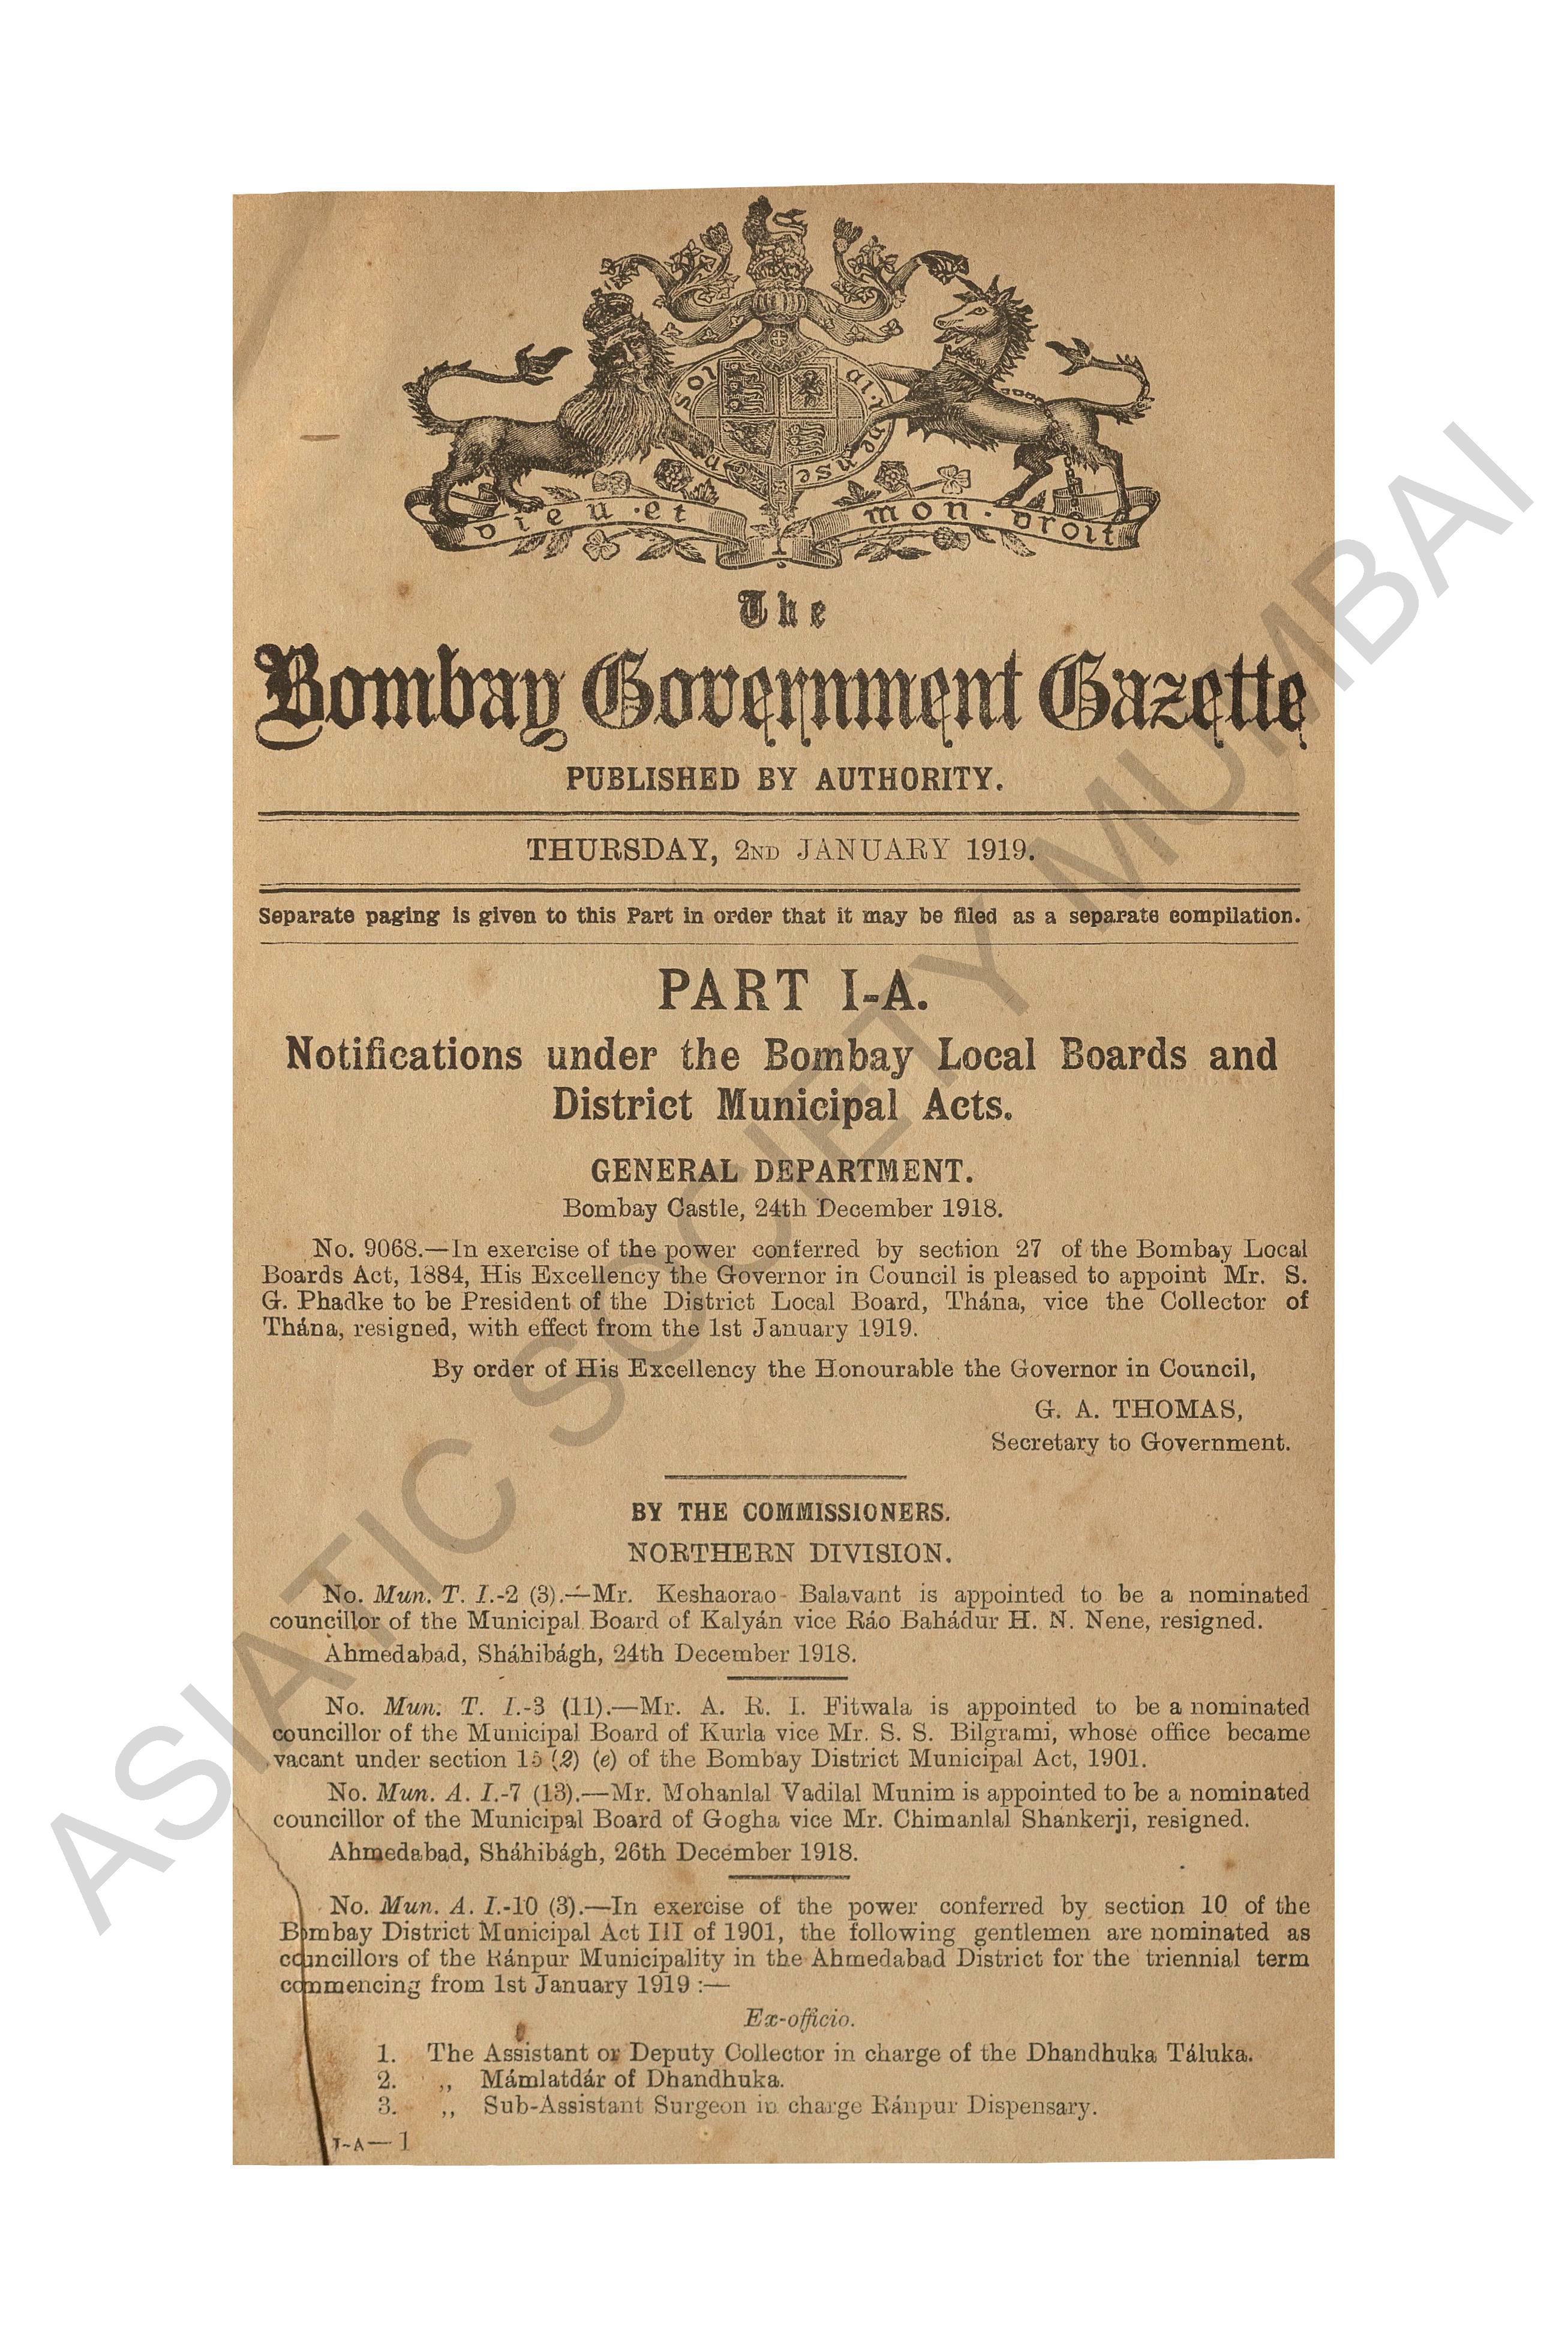 SOI
QUI MAL Y PENSE
Dieu et mon Droit
The
Bombay Government Gazette
PUBLISHED BY AUTHORITY.
THURSDAY, 2ND JANUARY 1919.
Separate paging is given to this Part in order that it may be filed as a separate compilation.
PART I-A.
Notifications under the Bombay Local Boards and
District Municipal Acts.
GENERAL DEPARTMENT.
Bombay Castle, 24th December 1918.
No. 9068.—In exercise of the power conferred by section 27 of the Bombay Local
Boards Act, 1884, His Excellency the Governor in Council is pleased to appoint Mr. S.
G. Phadke to be President of the District Local Board, Thána, vice the Collector of
Thána, resigned, with effect from the 1st January 1919.
By order of His Excellency the Honourable the Governor in Council,
G. A. THOMAS,
Secretary to Government.
BY THE COMMISSIONERS.
NORTHERN DIVISION.
No. Mun. T. I.-2 (3).—Mr. Keshaorao Balavant is appointed to be a nominated
councillor of the Municipal Board of Kalyán vice Ráo Bahádur H. N. Nene, resigned.
Ahmedabad, Sháhibágh, 24th December 1918.
No. Mun. T. I.-3 (11).—Mr. A. R. I. Fitwala is appointed to be a nominated
councillor of the Municipal Board of Kurla vice Mr. S. S. Bilgrami, whose office became
vacant under section 15 (2) (e) of the Bombay District Municipal Act, 1901.
No. Mun. A. I.-7 (13).—Mr. Mohanlal Vadilal Munim is appointed to be a nominated
councillor of the Municipal Board of Gogha vice Mr. Chimanlal Shankerji, resigned.
Ahmedabad, Sháhibágh, 26th December 1918.
No. Mun. A. I.-10 (3).—In exercise of the power conferred by section 10 of the
Bombay District Municipal Act III of 1901, the following gentlemen are nominated as
councillors of the Ránpur Municipality in the Ahmedabad District for the triennial term
commencing from 1st January 1919 :—
Ex-officio.
1. The Assistant or Deputy Collector in charge of the Dhandhuka Táluka.
2. ,, Mámlatdár of Dhandhuka.
3. ,, Sub-Assistant Surgeon in charge Ránpur Dispensary.
I-A—1
ASIATIC SOCIETY MUMBAI